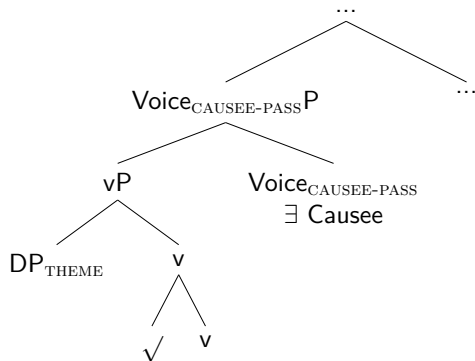 ...
Voice_CAUSEE-PASS P ...
vP Voice_CAUSEE-PASS
∃ Causee
DP_THEME v
√ v